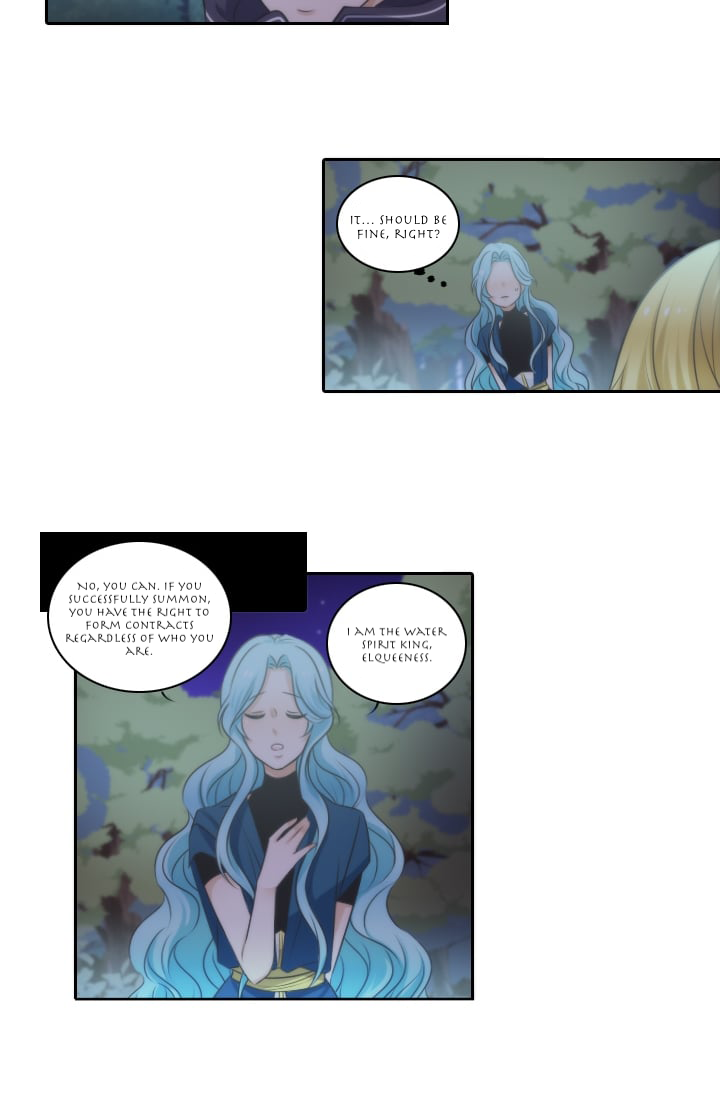 IT... SHOULD BE
FINE, RIGHT?
NO, YOU CAN. IF YOU
SUCCESSFULLY SUMMON,
YOU HAVE THE RIGHT TO
FORM CONTRACTS
REGARDLESS OF WHO YOU
ARE.
I AM THE WATER
SPIRIT KING,
ELQUEENESS.